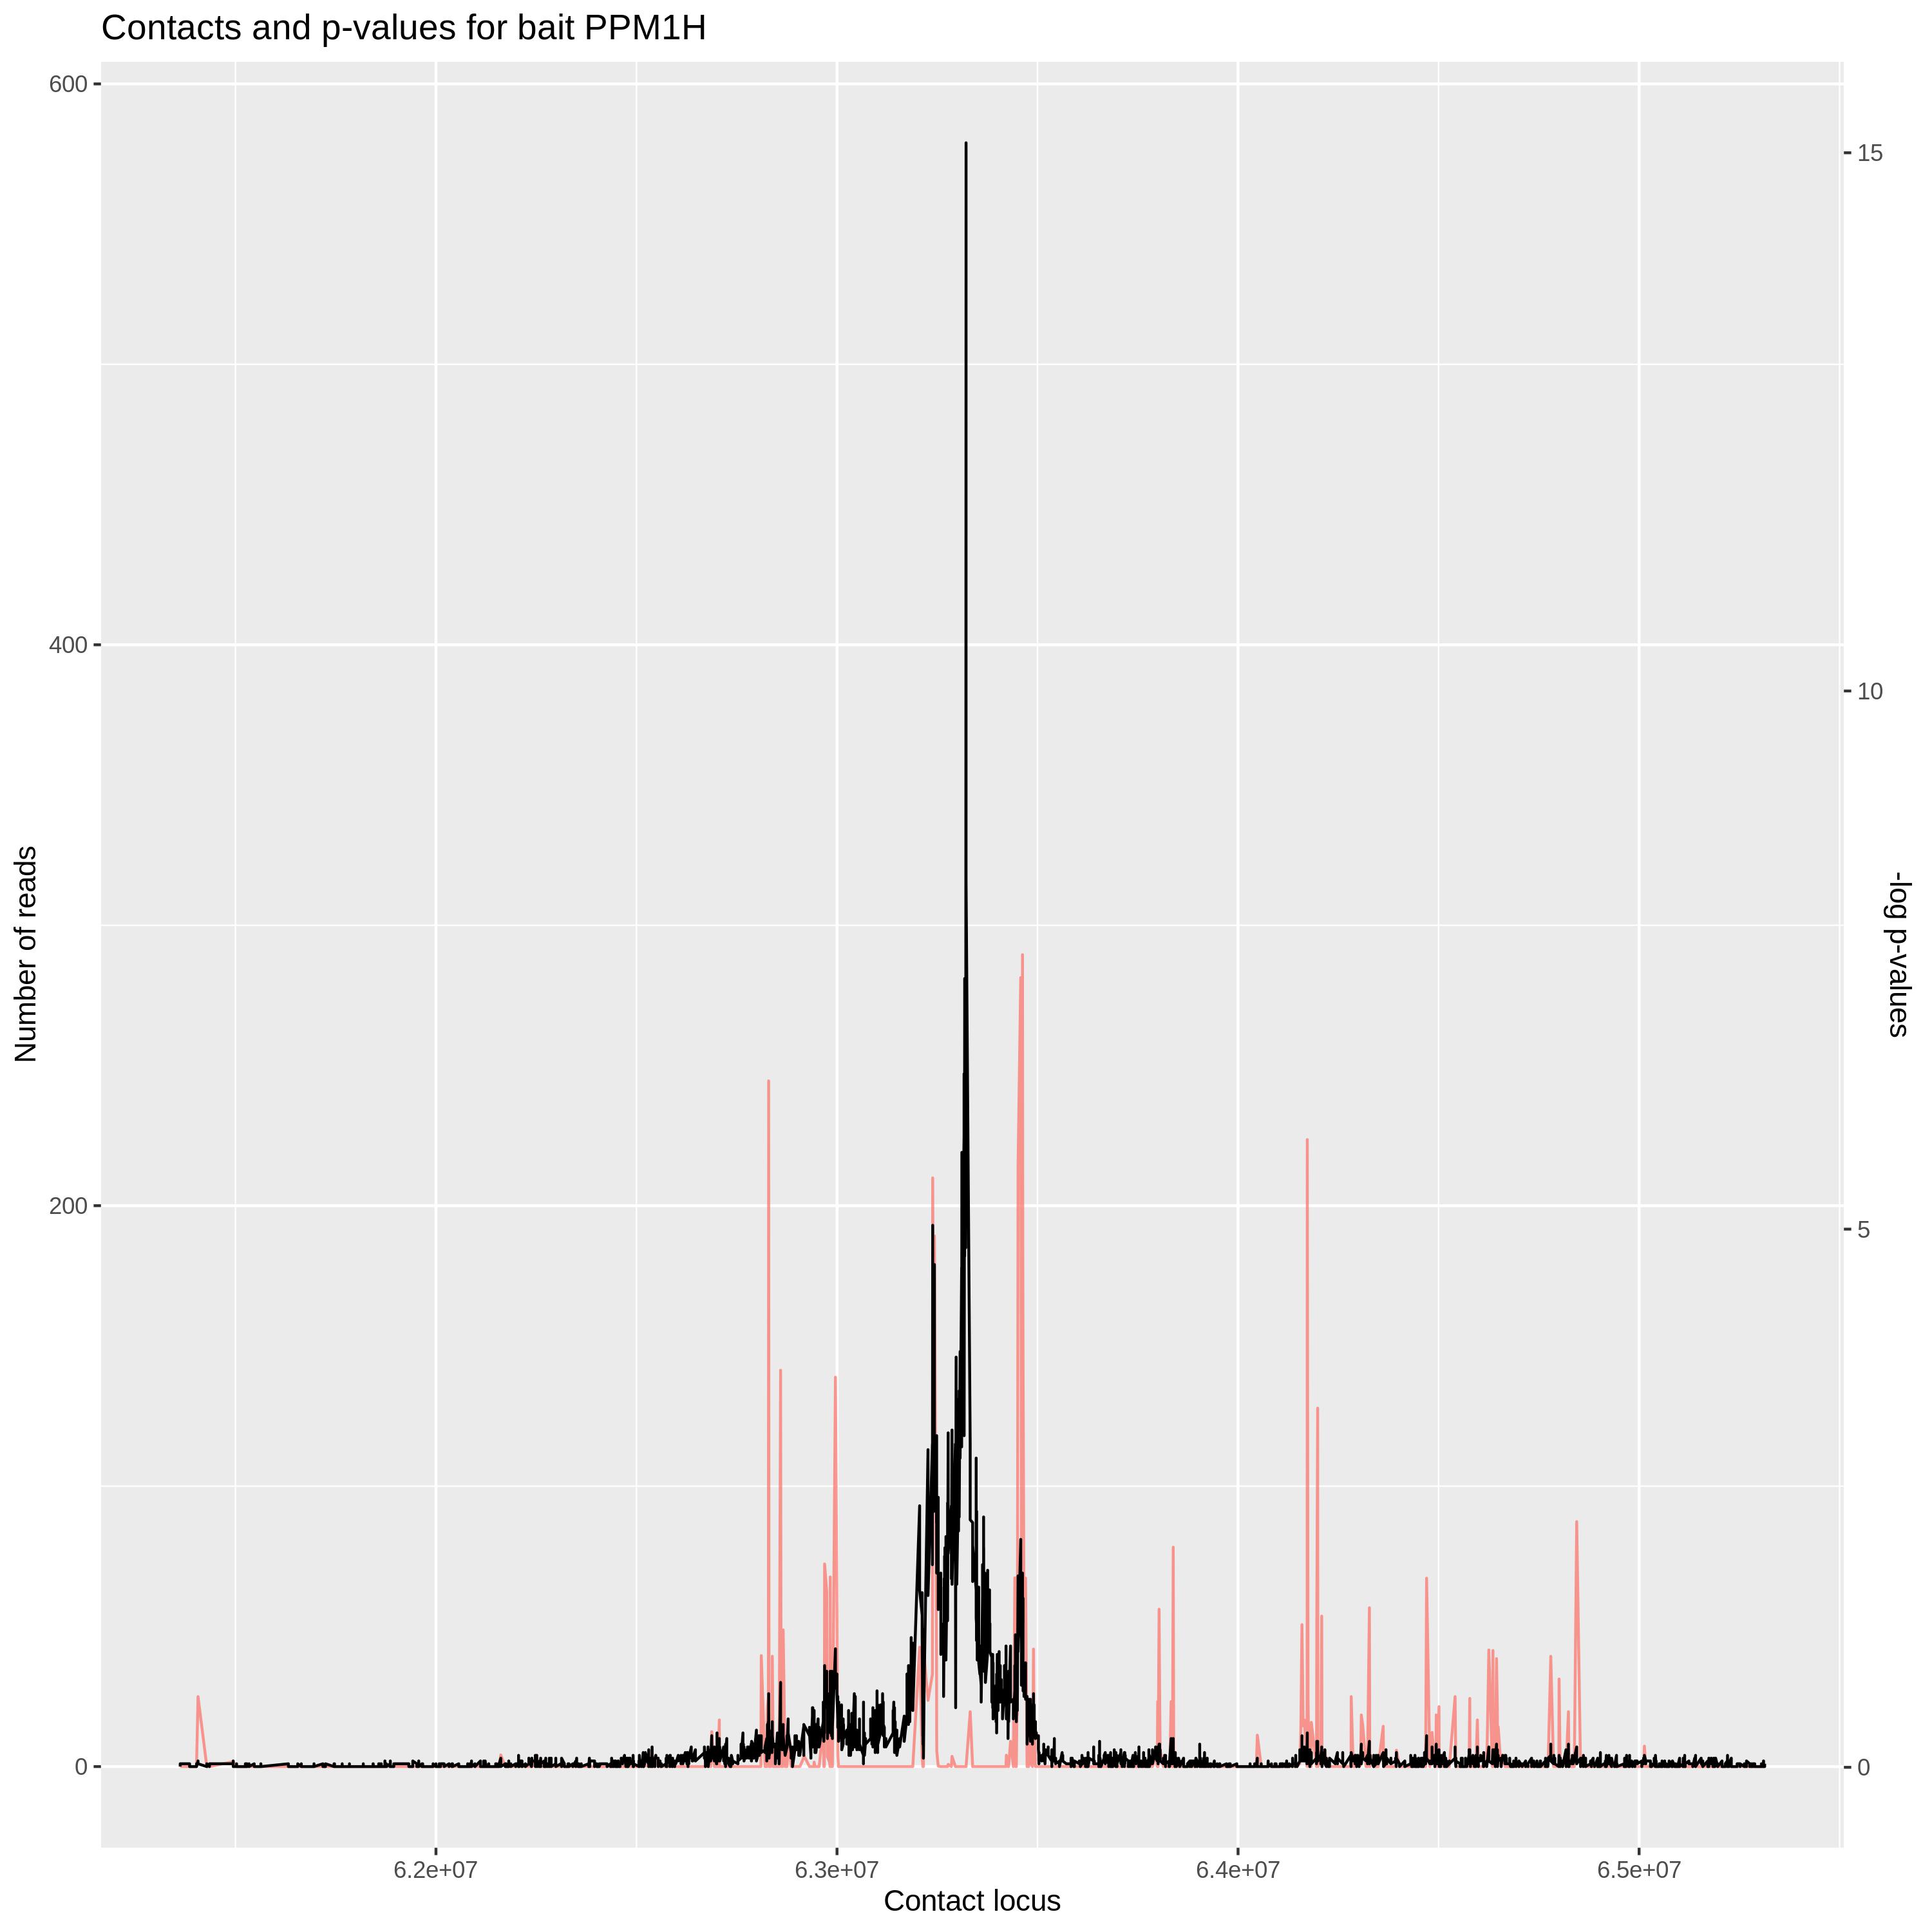 Contacts and p-values for bait PPM1H
600
400
200
0
Number of reads
15
10
5
0
-log p-values
6.2e+07
6.3e+07
6.4e+07
6.5e+07
Contact locus